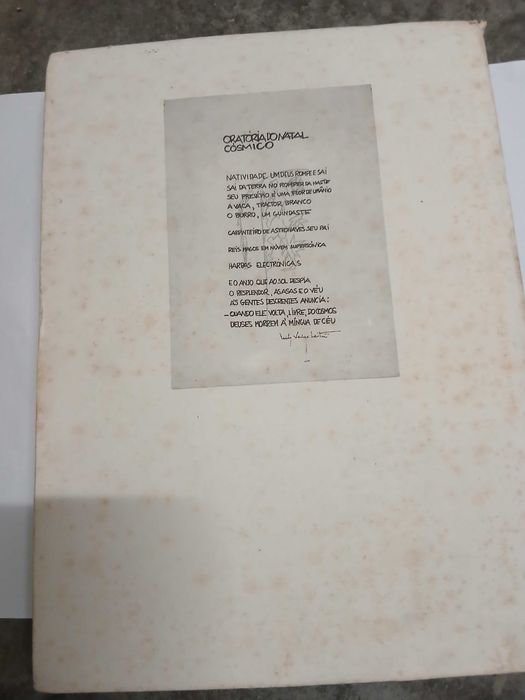 ORATÓRIA DO NATAL
CÓSMICO
NATIVIDADE. UM DEUS ROMPE E SAI
SAI DA TERRA NO ROMPER DA HASTE
SEU PRESÉPIO É UMA FLOR DE URÂNIO
A VACA, TRACTOR BRANCO
O BURRO, UM GUINDASTE
CARPINTEIRO DE ASTRONAVES SEU PAI
REIS MAGOS EM NUVEM SUPERSÓNICA
HARPAS ELECTRÓNICAS
E O ANJO QUE AO SOL DESPIA
O RESPLENDOR, AS ASAS E O VÉU
ÀS GENTES DESCRENTES ANUNCIA:
- QUANDO ELE VOLTA, LIVRE, DO COSMOS
DEUSES MORREM À MÍNGUA DE CÉU